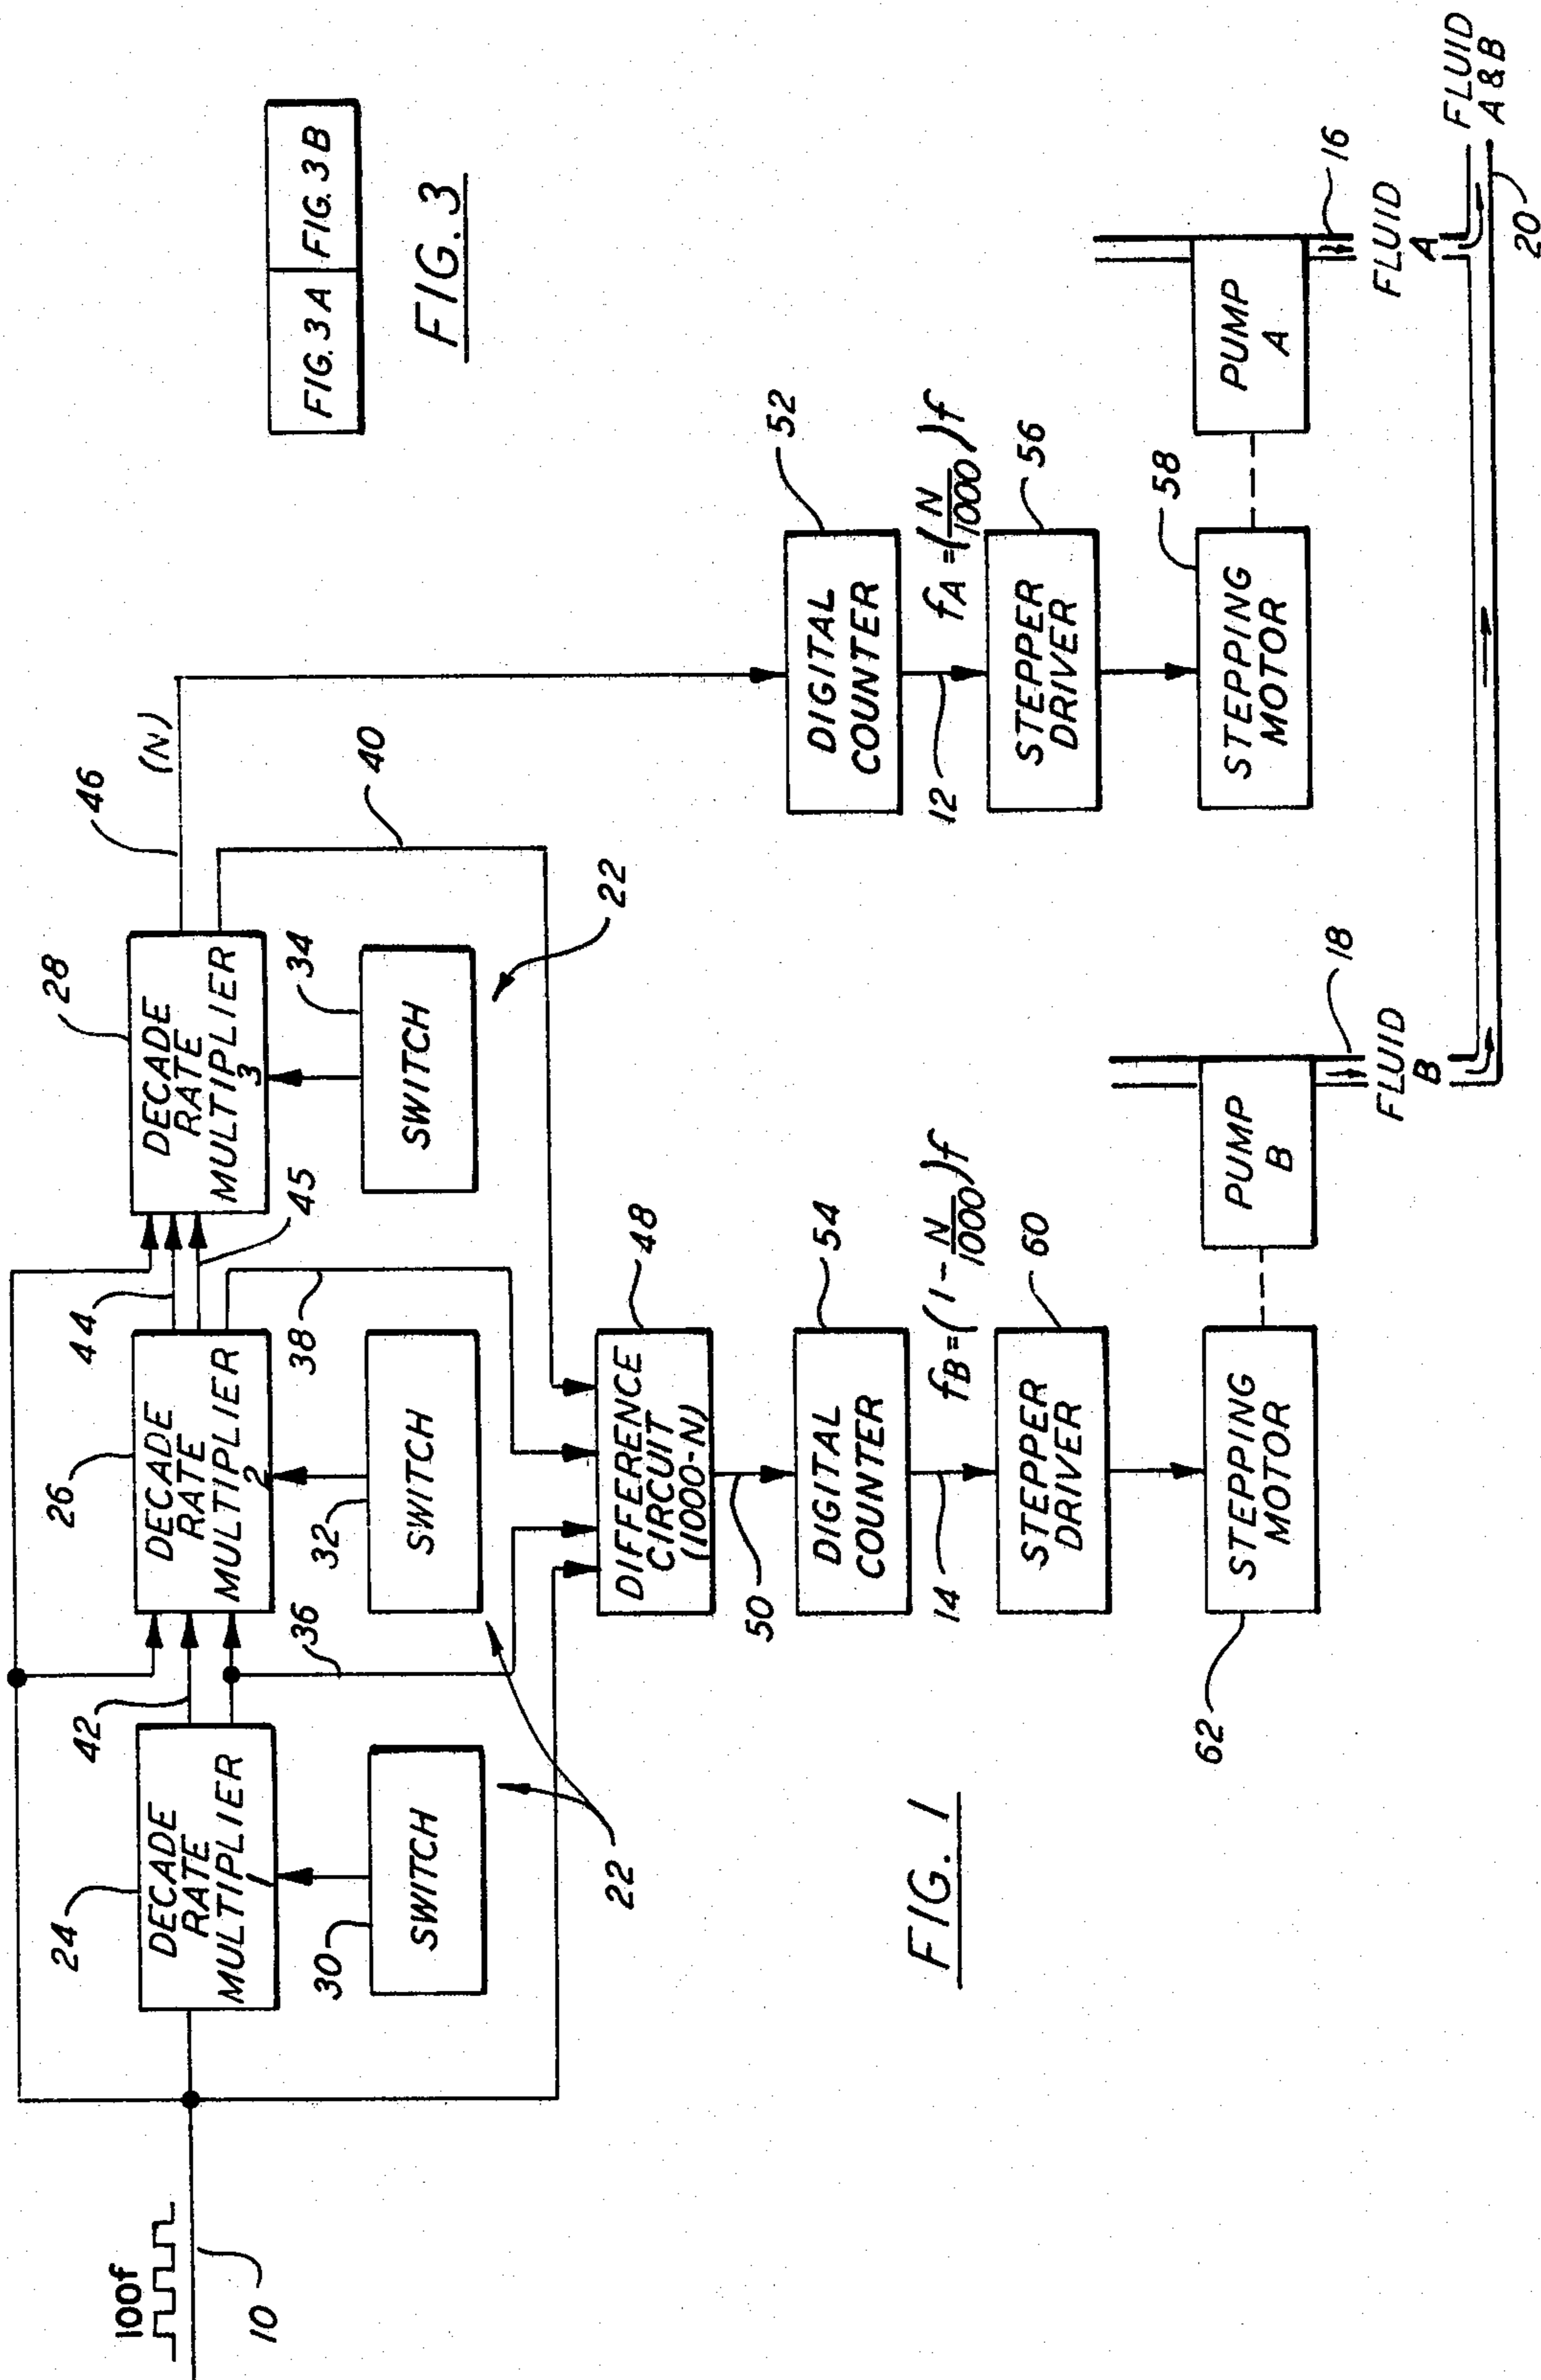 100f
10
24
DECADE
RATE
MULTIPLIER
1
42
26
DECADE
RATE
MULTIPLIER
2
44
45
28
DECADE
RATE
MULTIPLIER
3
46
(N)
30
SWITCH
36
32
SWITCH
38
34
SWITCH
40
22
22
DIFFERENCE
CIRCUIT
(1000-N)
48
50
DIGITAL
COUNTER
54
14
fB=(1-N/1000)f
STEPPER
DRIVER
60
STEPPING
MOTOR
62
PUMP
B
18
FLUID
B
DIGITAL
COUNTER
52
12
fA=(N/1000)f
STEPPER
DRIVER
56
STEPPING
MOTOR
58
PUMP
A
16
FLUID
A
20
FLUID
A & B
FIG. 1
FIG. 3A FIG. 3B
FIG. 3